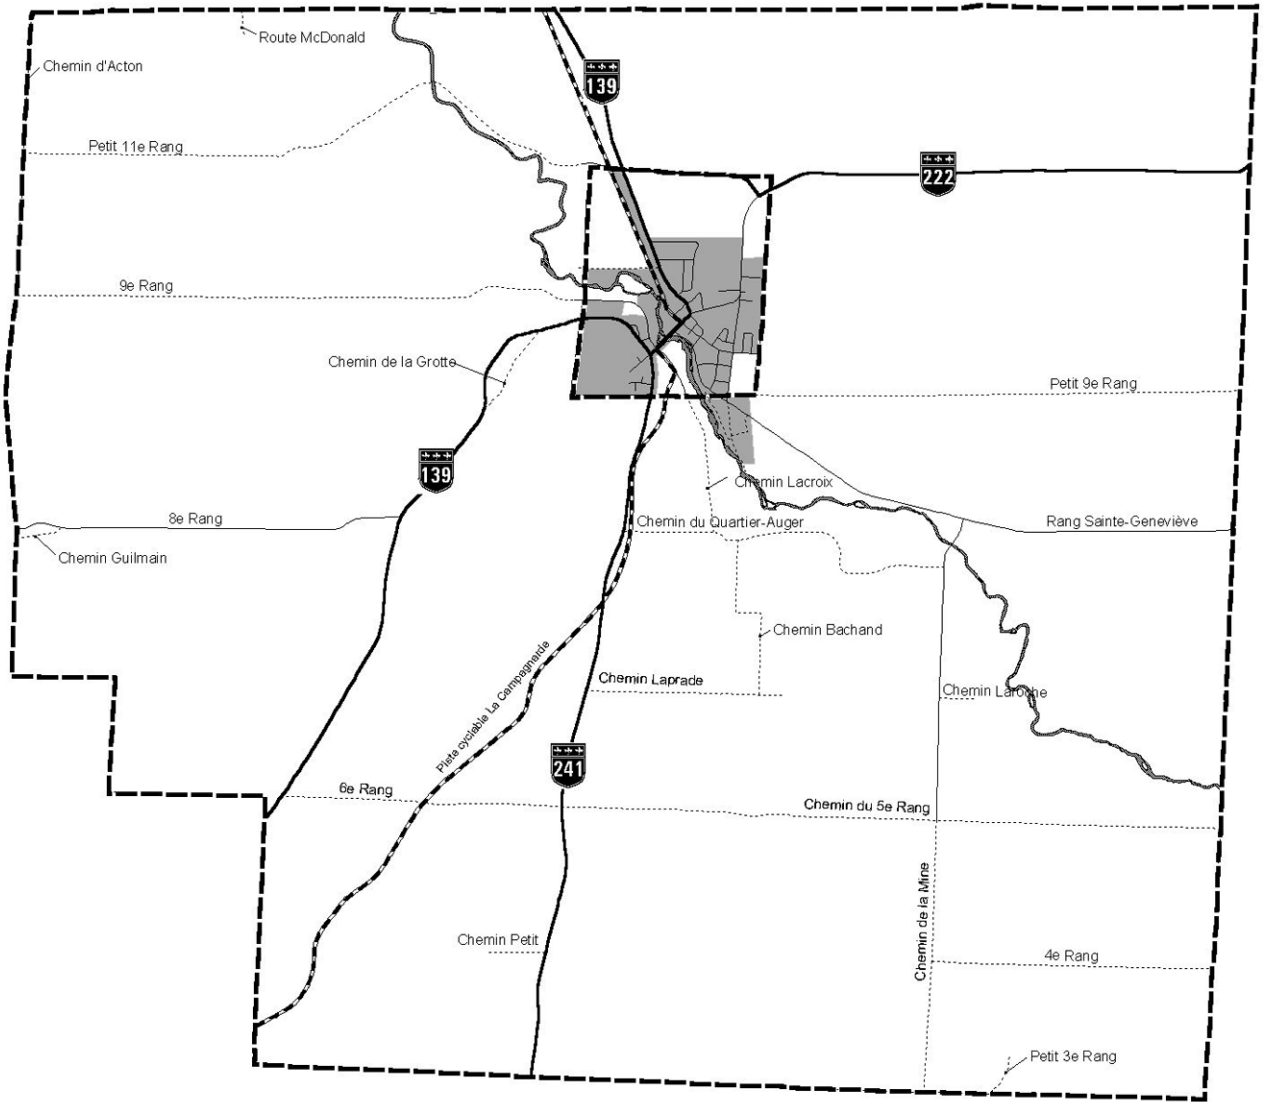 Route McDonald
Chemin d'Acton
139
Petit 11e Rang
222
9e Rang
Chemin de la Grotte
Petit 9e Rang
139
Chemin Lacroix
8e Rang
Chemin du Quartier-Auger
Rang Sainte-Geneviève
Chemin Guilmain
Chemin Bachand
Piste cyclable La Campagnarde
Chemin Laprade
Chemin Laroche
241
6e Rang
Chemin du 5e Rang
Chemin de la Mine
Chemin Petit
4e Rang
Petit 3e Rang